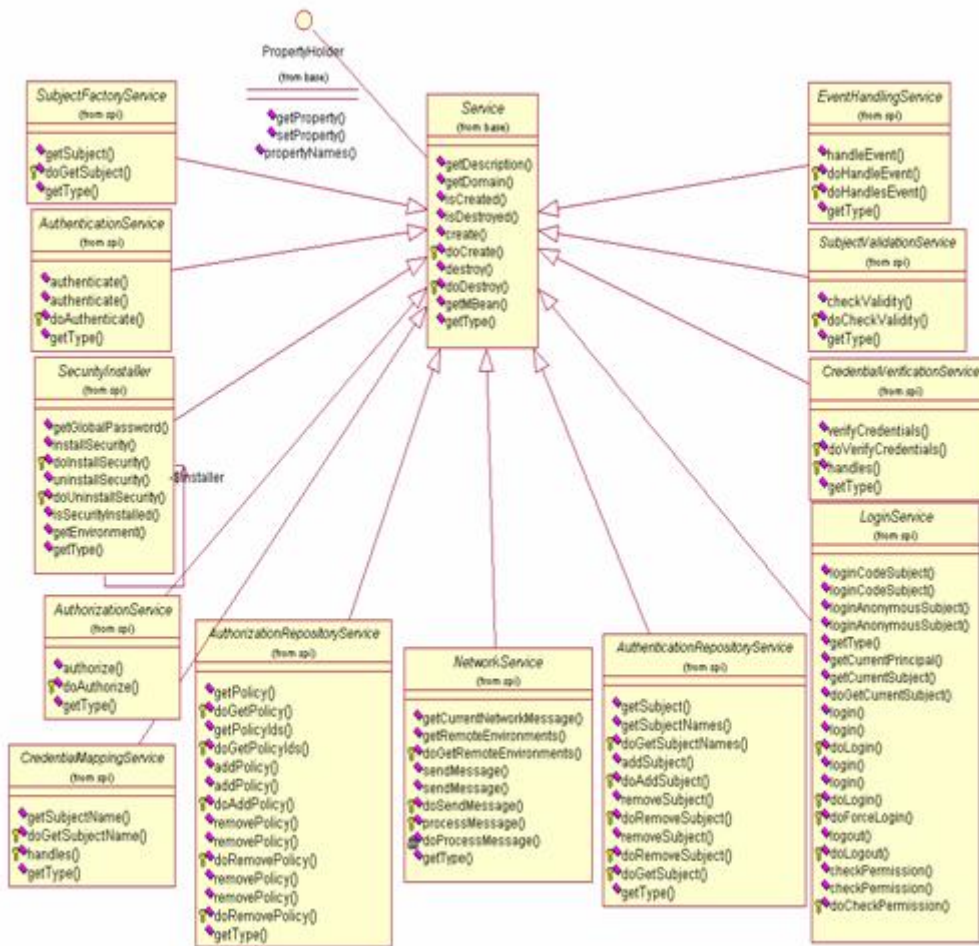 PropertyHolder
(from base)
getProperty()
setProperty()
propertyNames()
SubjectFactoryService
(from spi)
getSubject()
doGetSubject()
getType()
AuthenticationService
(from spi)
authenticate()
authenticate()
doAuthenticate()
getType()
SecurityInstaller
(from spi)
getGlobalPassword()
installSecurity()
doInstallSecurity()
uninstallSecurity()
doUninstallSecurity()
isSecurityInstalled()
getEnvironment()
getType()
-$installer
AuthorizationService
(from spi)
authorize()
doAuthorize()
getType()
CredentialMappingService
(from spi)
getSubjectName()
doGetSubjectName()
handles()
getType()
Service
(from base)
getDescription()
getDomain()
isCreated()
isDestroyed()
create()
doCreate()
destroy()
doDestroy()
getMBean()
getType()
AuthorizationRepositoryService
(from spi)
getPolicy()
doGetPolicy()
getPolicyIds()
doGetPolicyIds()
addPolicy()
addPolicy()
doAddPolicy()
removePolicy()
removePolicy()
doRemovePolicy()
removePolicy()
removePolicy()
doRemovePolicy()
getType()
NetworkService
(from spi)
getCurrentNetworkMessage()
getRemoteEnvironments()
doGetRemoteEnvironments()
sendMessage()
sendMessage()
doSendMessage()
processMessage()
doProcessMessage()
getType()
AuthenticationRepositoryService
(from spi)
getSubject()
getSubjectNames()
doGetSubjectNames()
addSubject()
doAddSubject()
removeSubject()
doRemoveSubject()
removeSubject()
doRemoveSubject()
doGetSubject()
getType()
EventHandlingService
(from spi)
handleEvent()
doHandleEvent()
doHandlesEvent()
getType()
SubjectValidationService
(from spi)
checkValidity()
doCheckValidity()
getType()
CredentialVerificationService
(from spi)
verifyCredentials()
doVerifyCredentials()
handles()
getType()
LoginService
(from spi)
loginCodeSubject()
loginCodeSubject()
loginAnonymousSubject()
loginAnonymousSubject()
getType()
getCurrentPrincipal()
getCurrentSubject()
doGetCurrentSubject()
login()
login()
doLogin()
login()
login()
doLogin()
doForceLogin()
logout()
doLogout()
checkPermission()
checkPermission()
doCheckPermission()